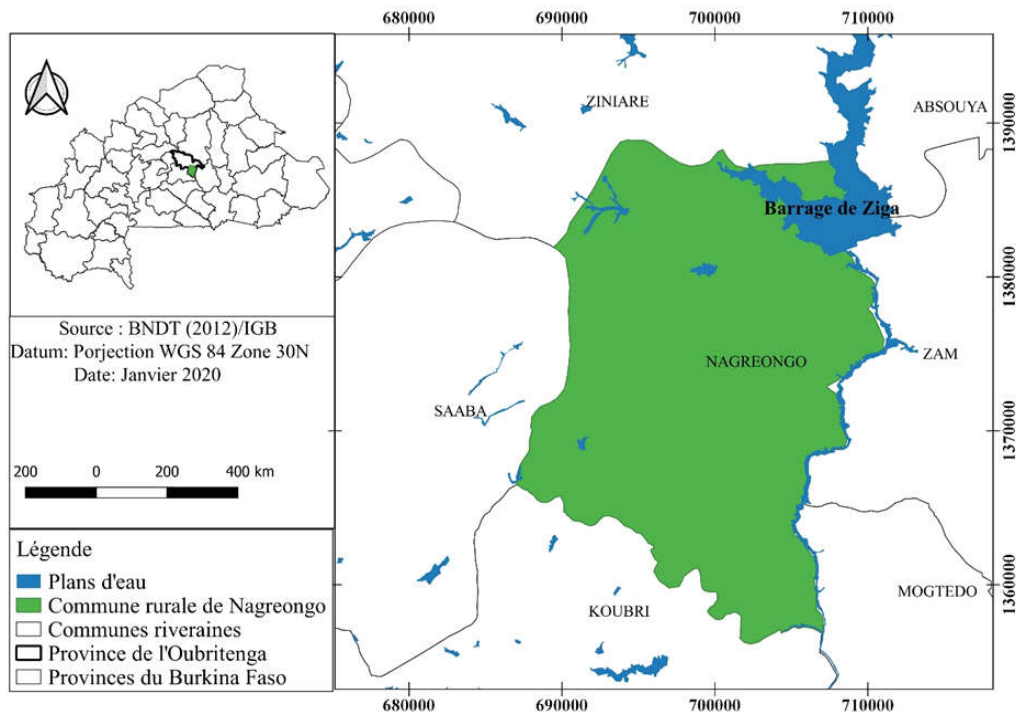 680000
690000
700000
710000
ZINIARE
ABSOUYA
1390000
Barrage de Ziga
1380000
Source : BNDT (2012)/IGB
Datum: Porjection WGS 84 Zone 30N
Date: Janvier 2020
NAGREONGO
ZAM
SAABA
1370000
200
0
200
400 km
Légende
Plans d'eau
Commune rurale de Nagreongo
Communes riveraines
Province de l'Oubritenga
Provinces du Burkina Faso
KOUBRI
MOGTEDO
1360000
680000
690000
700000
710000